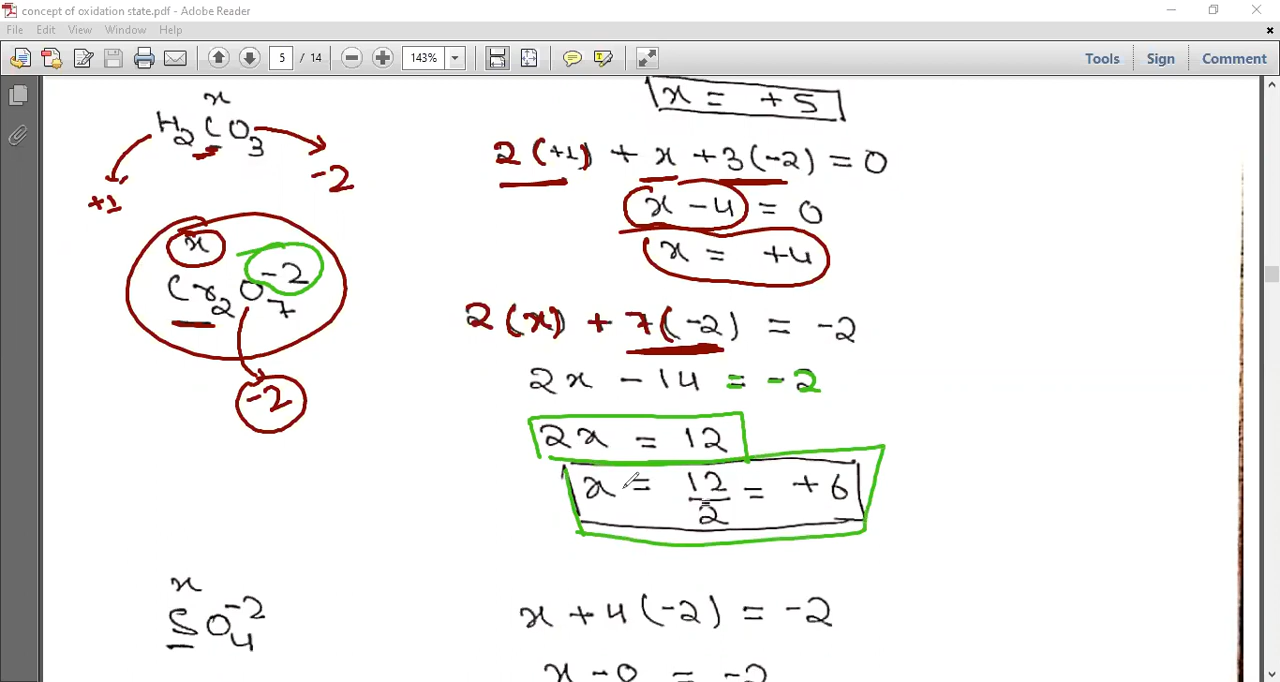 concept of oxidation state.pdf - Adobe Reader
File Edit View Window Help
5 / 14 143% Tools Sign Comment
x
H2CO3
+1
-2
x = +5
2(+1) + x + 3(-2) = 0
x - 4 = 0
x = +4
x
Cr2O7 -2
-2
2(x) + 7(-2) = -2
2x - 14 = -2
2x = 12
x = 12/2 = +6
x
SO4 -2
x + 4(-2) = -2